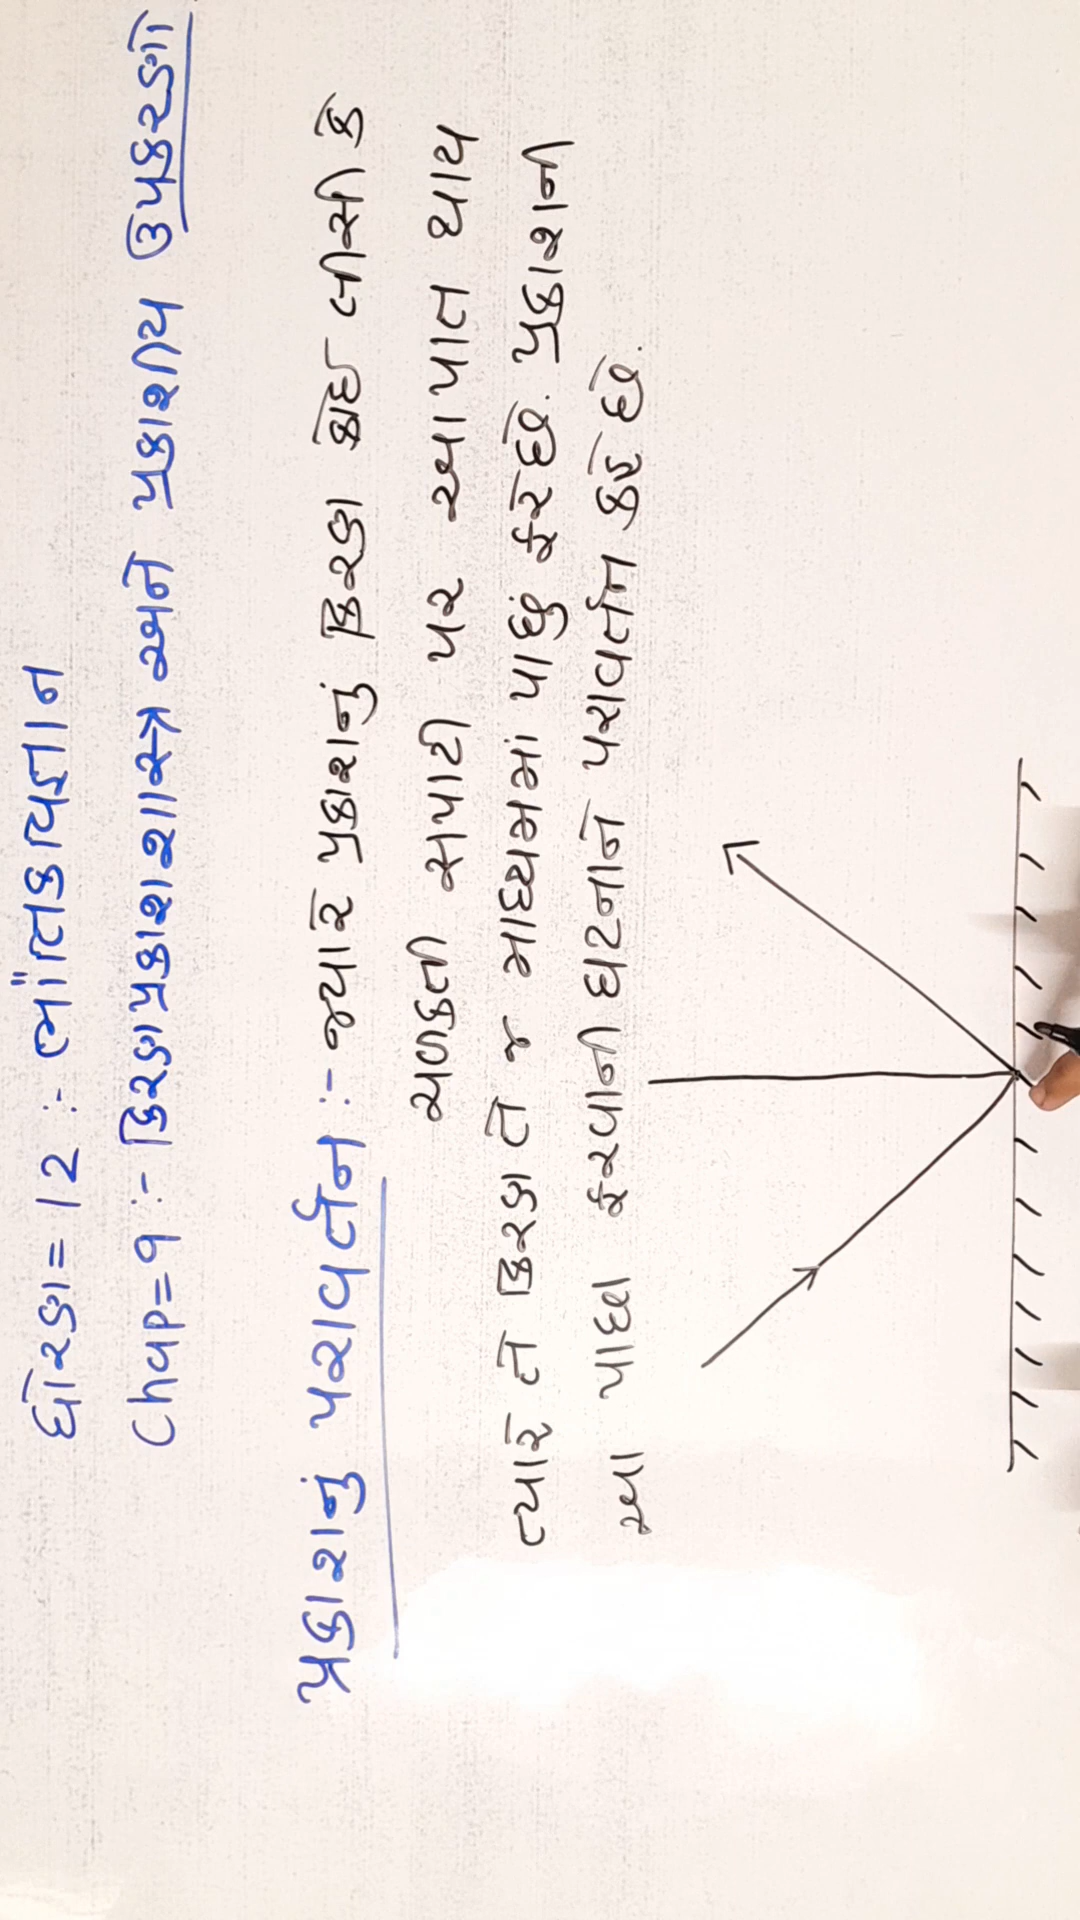 ધોરણ = 12 :- ભૌતિકવિજ્ઞાન
Chap = 9 :- કિરણપ્રકાશશાસ્ત્ર અને પ્રકાશીય ઉપકરણો
પ્રકાશનું પરાવર્તન :- જ્યારે પ્રકાશનું કિરણ કોઇ લીસી કે
ચળકતી સપાટી પર આપાત થાય
ત્યારે તે કિરણ તે જ માધ્યમમાં પાછું ફરે છે. પ્રકાશની
આ પાછા ફરવાની ઘટનાને પરાવર્તન કહે છે.